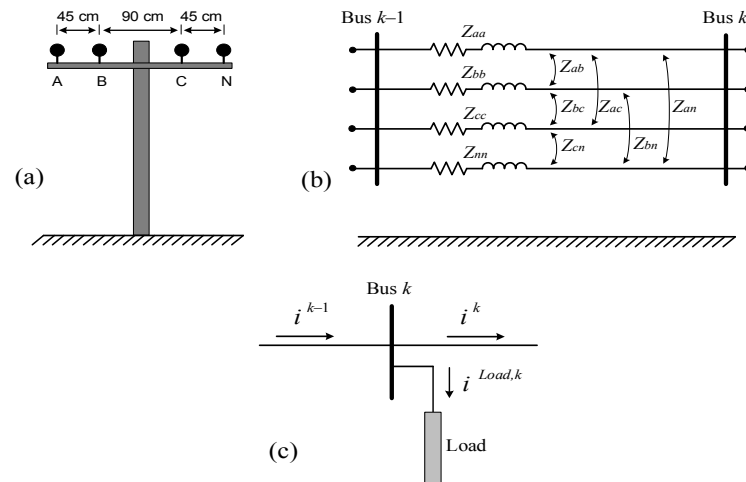 45 cm 90 cm 45 cm
A B C N
(a)
Bus k–1 Bus k
Zaa
Zbb Zab
Zbc Zac Zan
Zcc
Zcn Zbn
Znn
(b)
Bus k
i k–1 i k
i Load,k
Load
(c)